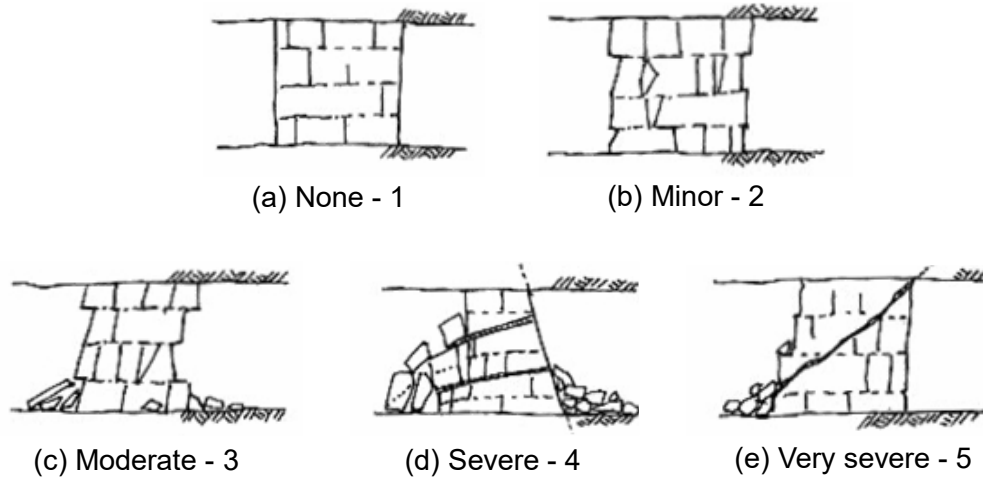 (a) None - 1
(b) Minor - 2
(c) Moderate - 3
(d) Severe - 4
(e) Very severe - 5